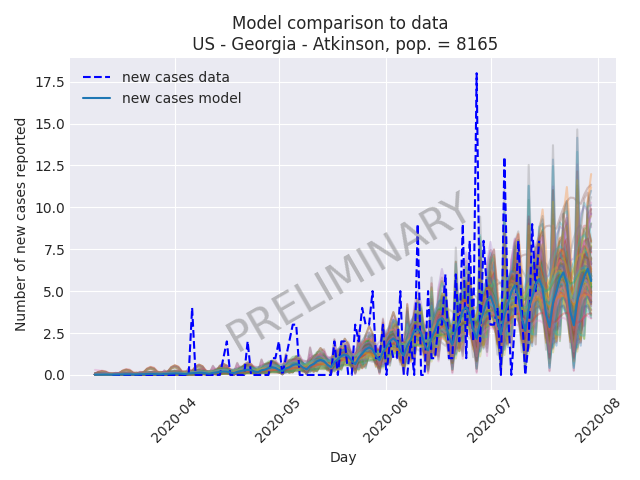 Model comparison to data
US - Georgia - Atkinson, pop. = 8165
new cases data
new cases model
PRELIMINARY
Number of new cases reported
17.5
15.0
12.5
10.0
7.5
5.0
2.5
0.0
2020-04
2020-05
2020-06
2020-07
2020-08
Day